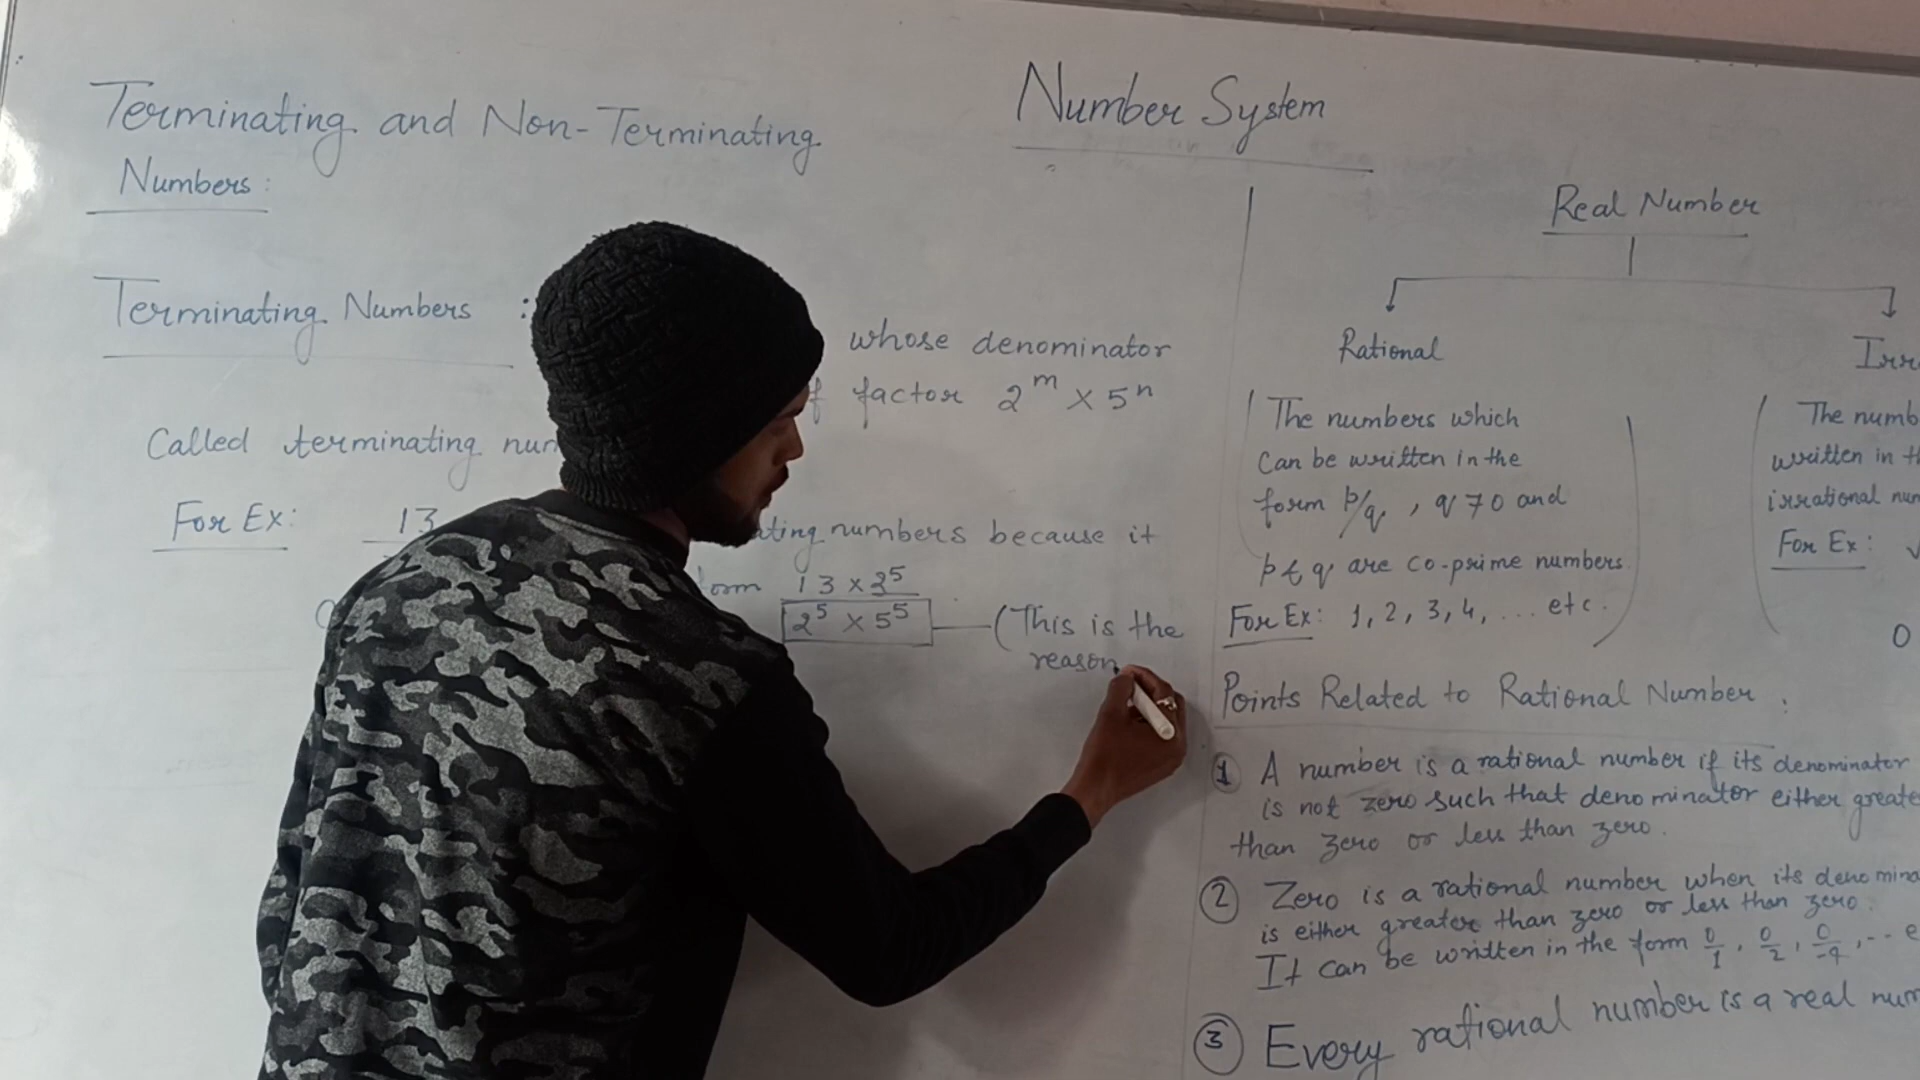 Terminating and Non-Terminating
Numbers:
Terminating Numbers :
whose denominator
factor 2^m × 5^n
Called terminating
For Ex: 13
numbers because it
13 × 2^5
2^5 × 5^5 (This is the
reason
Number System
Real Number
Rational
The numbers which
Can be written in the
form p/q, q ≠ 0 and
p & q are co-prime numbers.
For Ex: 1, 2, 3, 4, ... etc.
The numb
written in th
irrational num
For Ex: √
0
Points Related to Rational Number :
① A number is a rational number if its denominator
is not zero such that denominator either greate
than zero or less than zero.
② Zero is a rational number when its denomina
is either greater than zero or less than zero.
It can be written in the form 0/1, 0/2, 0/-9, -- e
③ Every rational number is a real num